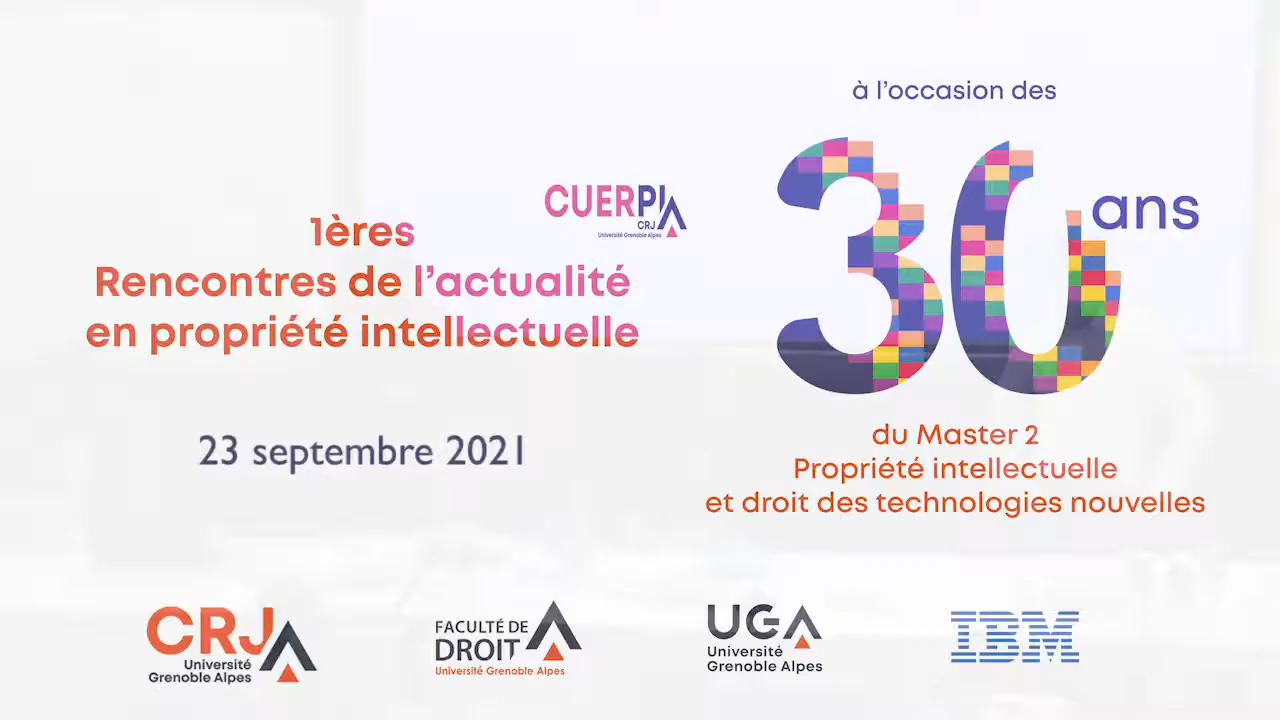 CUERPI
CRJ
Université Grenoble Alpes
1ères
Rencontres de l'actualité
en propriété intellectuelle
23 septembre 2021
à l'occasion des
30 ans
du Master 2
Propriété intellectuelle
et droit des technologies nouvelles
CRJ
Université
Grenoble Alpes
FACULTÉ DE
DROIT
Université Grenoble Alpes
UGA
Université
Grenoble Alpes
IBM